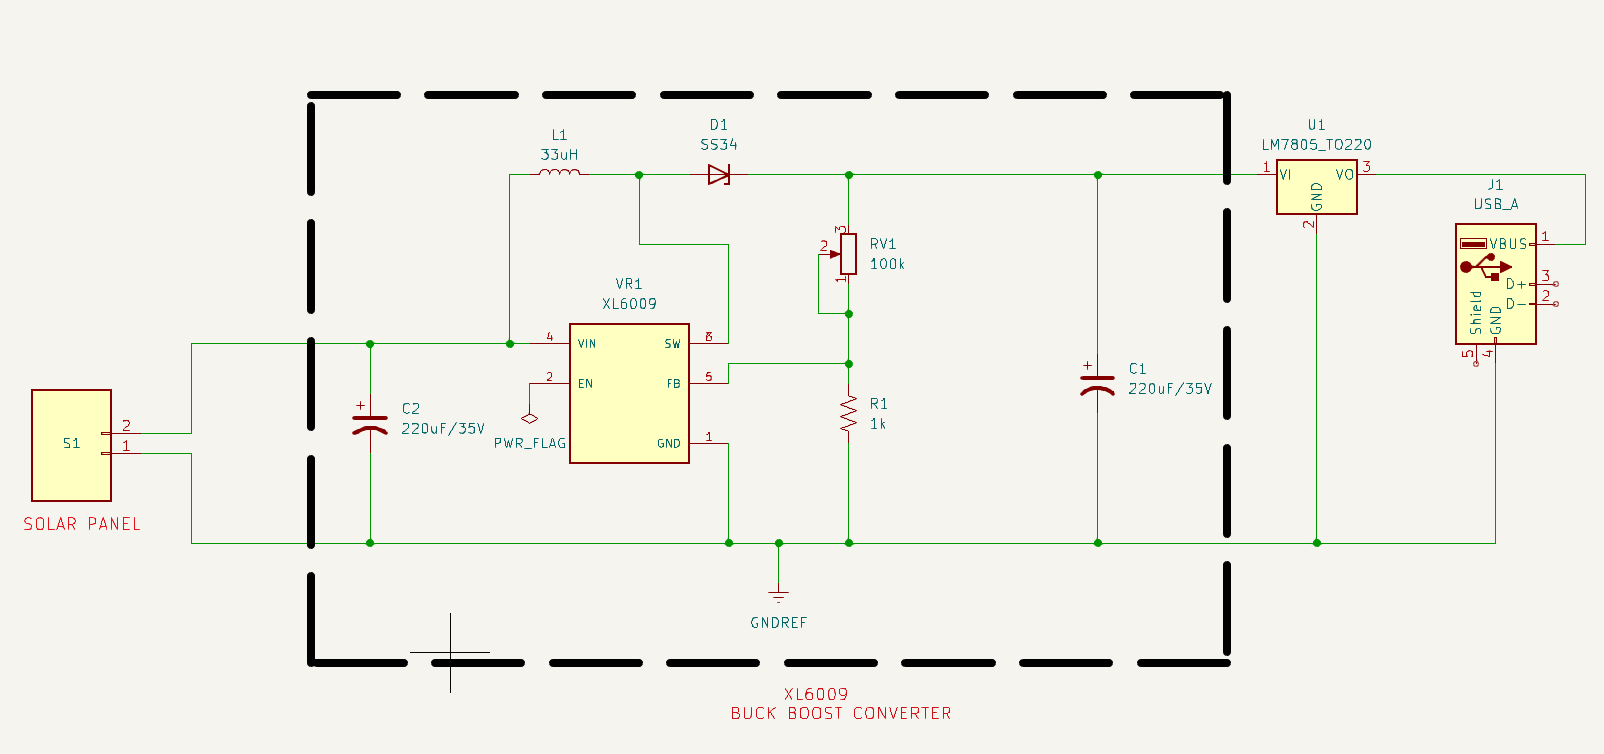 L1
33uH
D1
SS34
U1
LM7805_TO220
1
VI
VO
3
GND
2
J1
USB_A
VBUS
1
D+
3
D-
2
Shield
GND
5
4
3
2
1
RV1
100k
VR1
XL6009
4
VIN
SW
2
EN
FB
5
GND
1
PWR_FLAG
+
C2
220uF/35V
R1
1k
+
C1
220uF/35V
S1
2
1
SOLAR PANEL
GNDREF
XL6009
BUCK BOOST CONVERTER